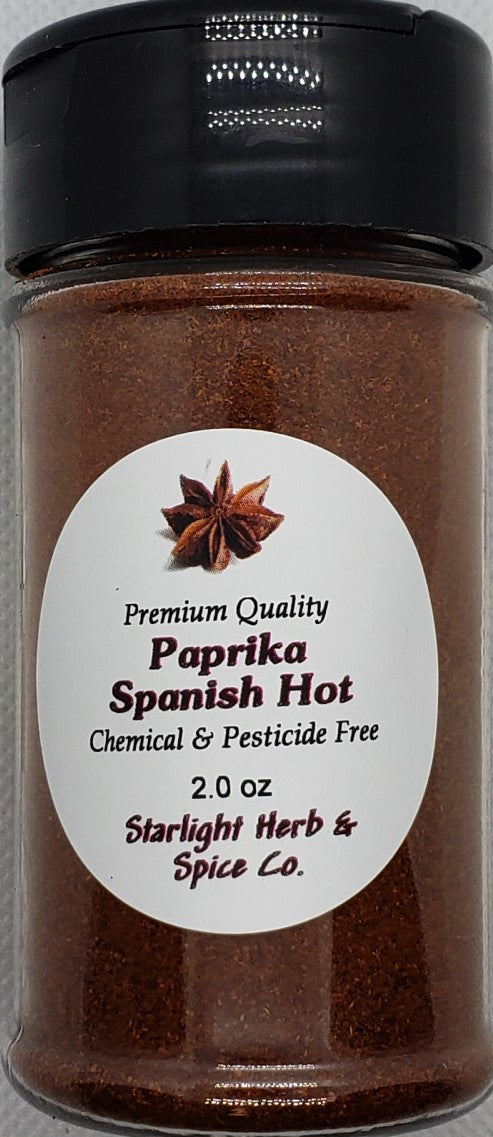 Premium Quality
Paprika
Spanish Hot
Chemical & Pesticide Free
2.0 oz
Starlight Herb &
Spice Co.